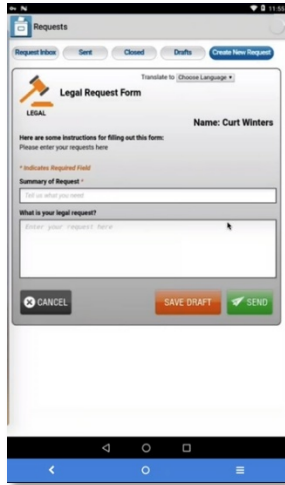 11:55
Requests
Request Inbox Sent Closed Drafts Create New Request
Translate to Choose Language
Legal Request Form
LEGAL
Name: Curt Winters
Here are some instructions for filling out this form:
Please enter your requests here
* Indicates Required Field
Summary of Request *
Tell us what you need
What is your legal request?
Enter your request here
CANCEL SAVE DRAFT SEND